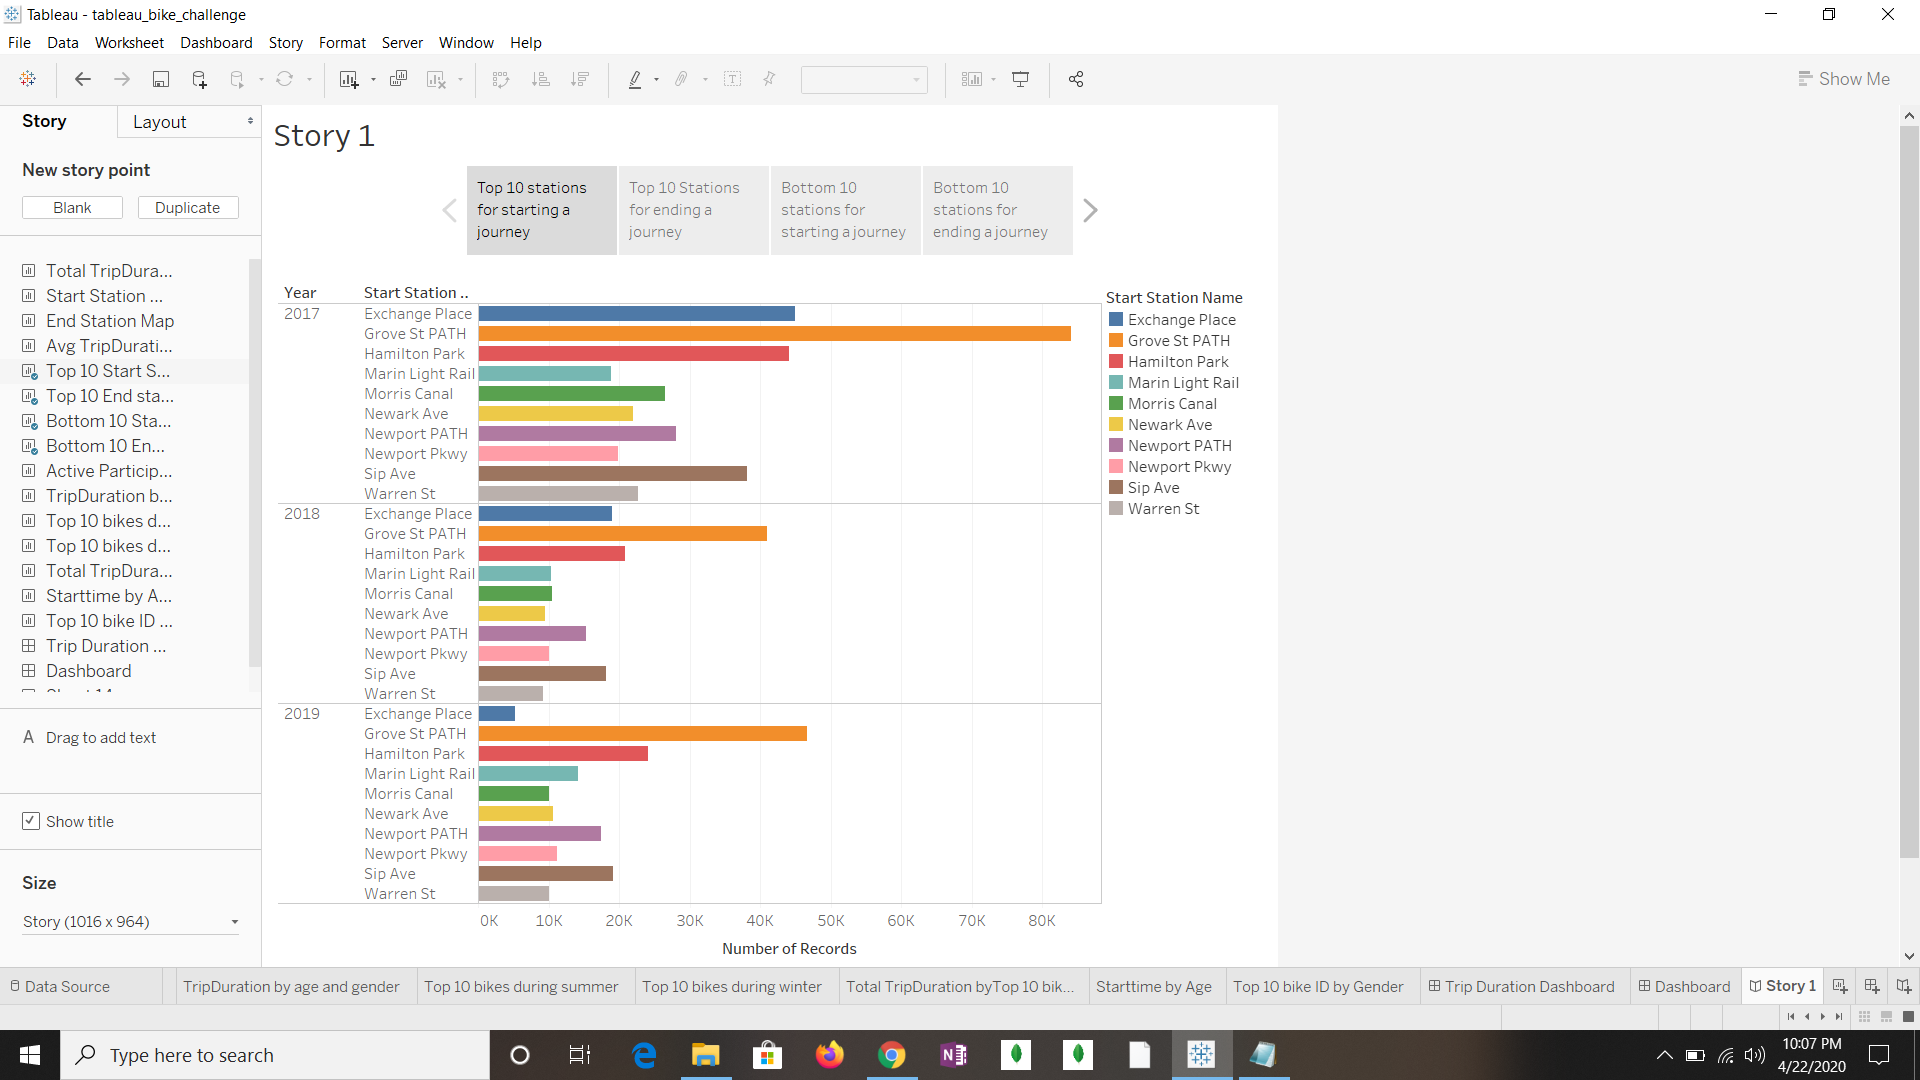 Tableau - tableau_bike_challenge
File Data Worksheet Dashboard Story Format Server Window Help
Show Me
Story Layout
New story point
Blank Duplicate
Total TripDura...
Start Station ...
End Station Map
Avg TripDurati...
Top 10 Start S...
Top 10 End sta...
Bottom 10 Sta...
Bottom 10 En...
Active Particip...
TripDuration b...
Top 10 bikes d...
Top 10 bikes d...
Total TripDura...
Starttime by A...
Top 10 bike ID ...
Trip Duration ...
Dashboard
A Drag to add text
Show title
Size
Story (1016 x 964)
Story 1
Top 10 stations
for starting a
journey
Top 10 Stations
for ending a
journey
Bottom 10
stations for
starting a journey
Bottom 10
stations for
ending a journey
Year Start Station ..
2017 Exchange Place
Grove St PATH
Hamilton Park
Marin Light Rail
Morris Canal
Newark Ave
Newport PATH
Newport Pkwy
Sip Ave
Warren St
2018 Exchange Place
Grove St PATH
Hamilton Park
Marin Light Rail
Morris Canal
Newark Ave
Newport PATH
Newport Pkwy
Sip Ave
Warren St
2019 Exchange Place
Grove St PATH
Hamilton Park
Marin Light Rail
Morris Canal
Newark Ave
Newport PATH
Newport Pkwy
Sip Ave
Warren St
0K 10K 20K 30K 40K 50K 60K 70K 80K
Number of Records
Start Station Name
Exchange Place
Grove St PATH
Hamilton Park
Marin Light Rail
Morris Canal
Newark Ave
Newport PATH
Newport Pkwy
Sip Ave
Warren St
Data Source TripDuration by age and gender Top 10 bikes during summer Top 10 bikes during winter Total TripDuration byTop 10 bik... Starttime by Age Top 10 bike ID by Gender Trip Duration Dashboard Dashboard Story 1
Type here to search
10:07 PM
4/22/2020